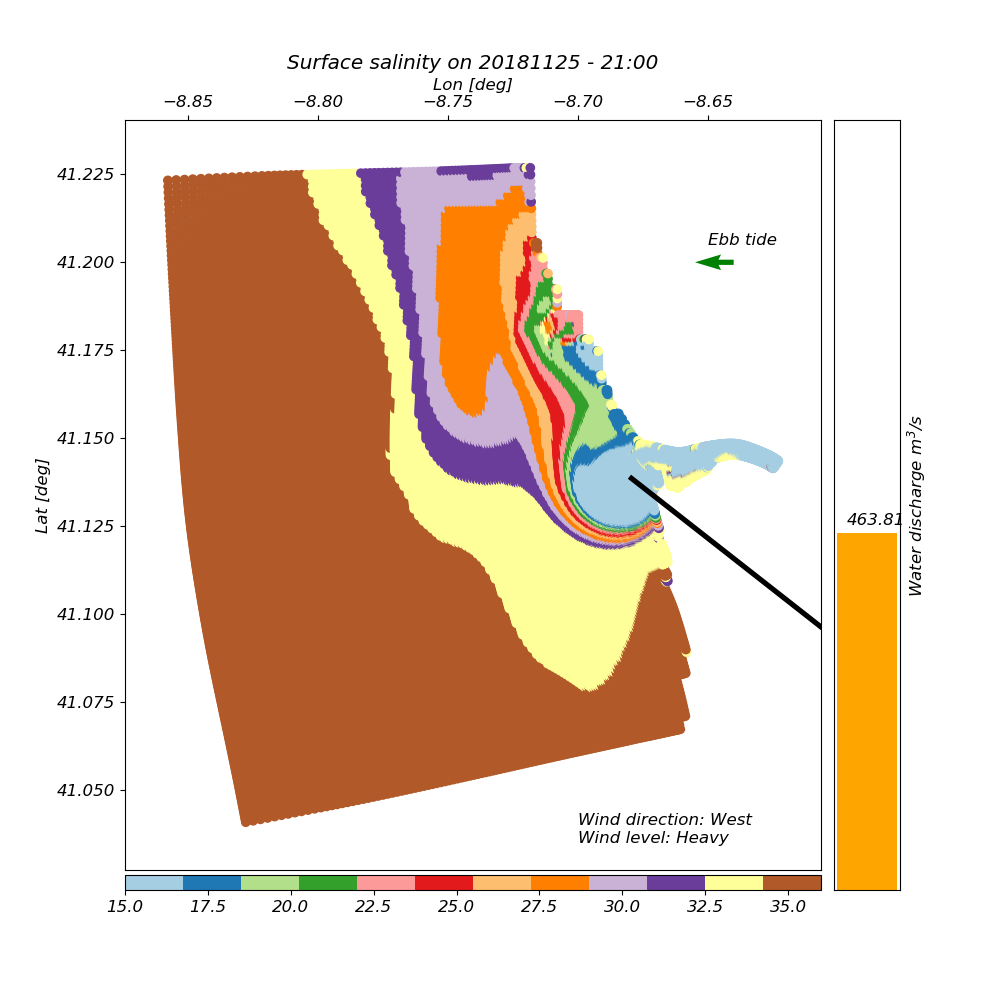 Surface salinity on 20181125 - 21:00
Lon [deg]
−8.85 −8.80 −8.75 −8.70 −8.65
41.225
41.200
41.175
41.150
41.125
41.100
41.075
41.050
Lat [deg]
Ebb tide
Wind direction: West
Wind level: Heavy
463.81
Water discharge m³/s
15.0 17.5 20.0 22.5 25.0 27.5 30.0 32.5 35.0